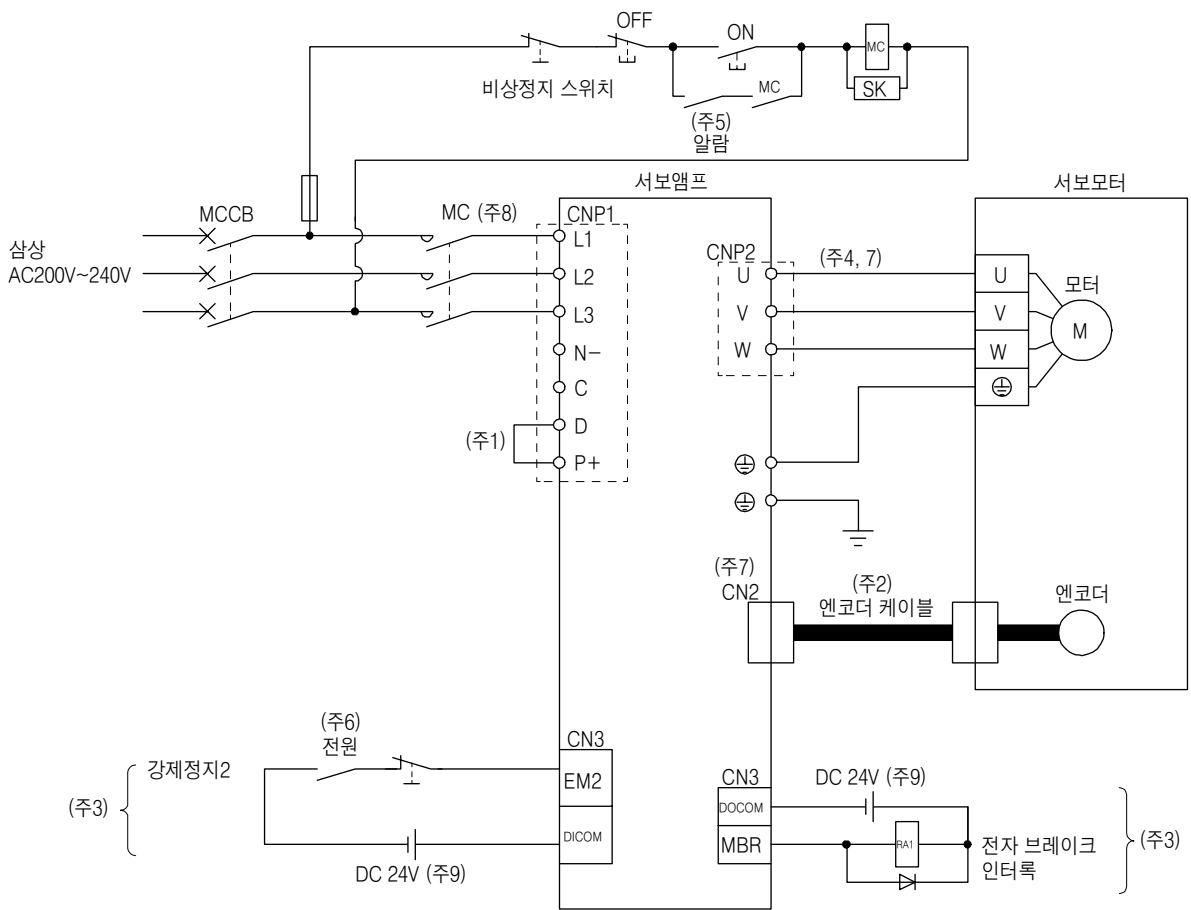 OFF
ON
MC
비상정지 스위치
SK
MC
(주5)
알람
서보앰프
서보모터
MCCB
MC (주8)
CNP1
삼상
AC200V~240V
L1
L2
L3
N-
C
D
P+
(주1)
CNP2
U
V
W
(주4, 7)
U
V
W
모터
M
(주7)
CN2
(주2)
엔코더 케이블
엔코더
(주6)
전원
강제정지2
(주3)
CN3
EM2
DICOM
DC 24V (주9)
CN3
DOCOM
MBR
DC 24V (주9)
RA1
전자 브레이크
인터록
(주3)